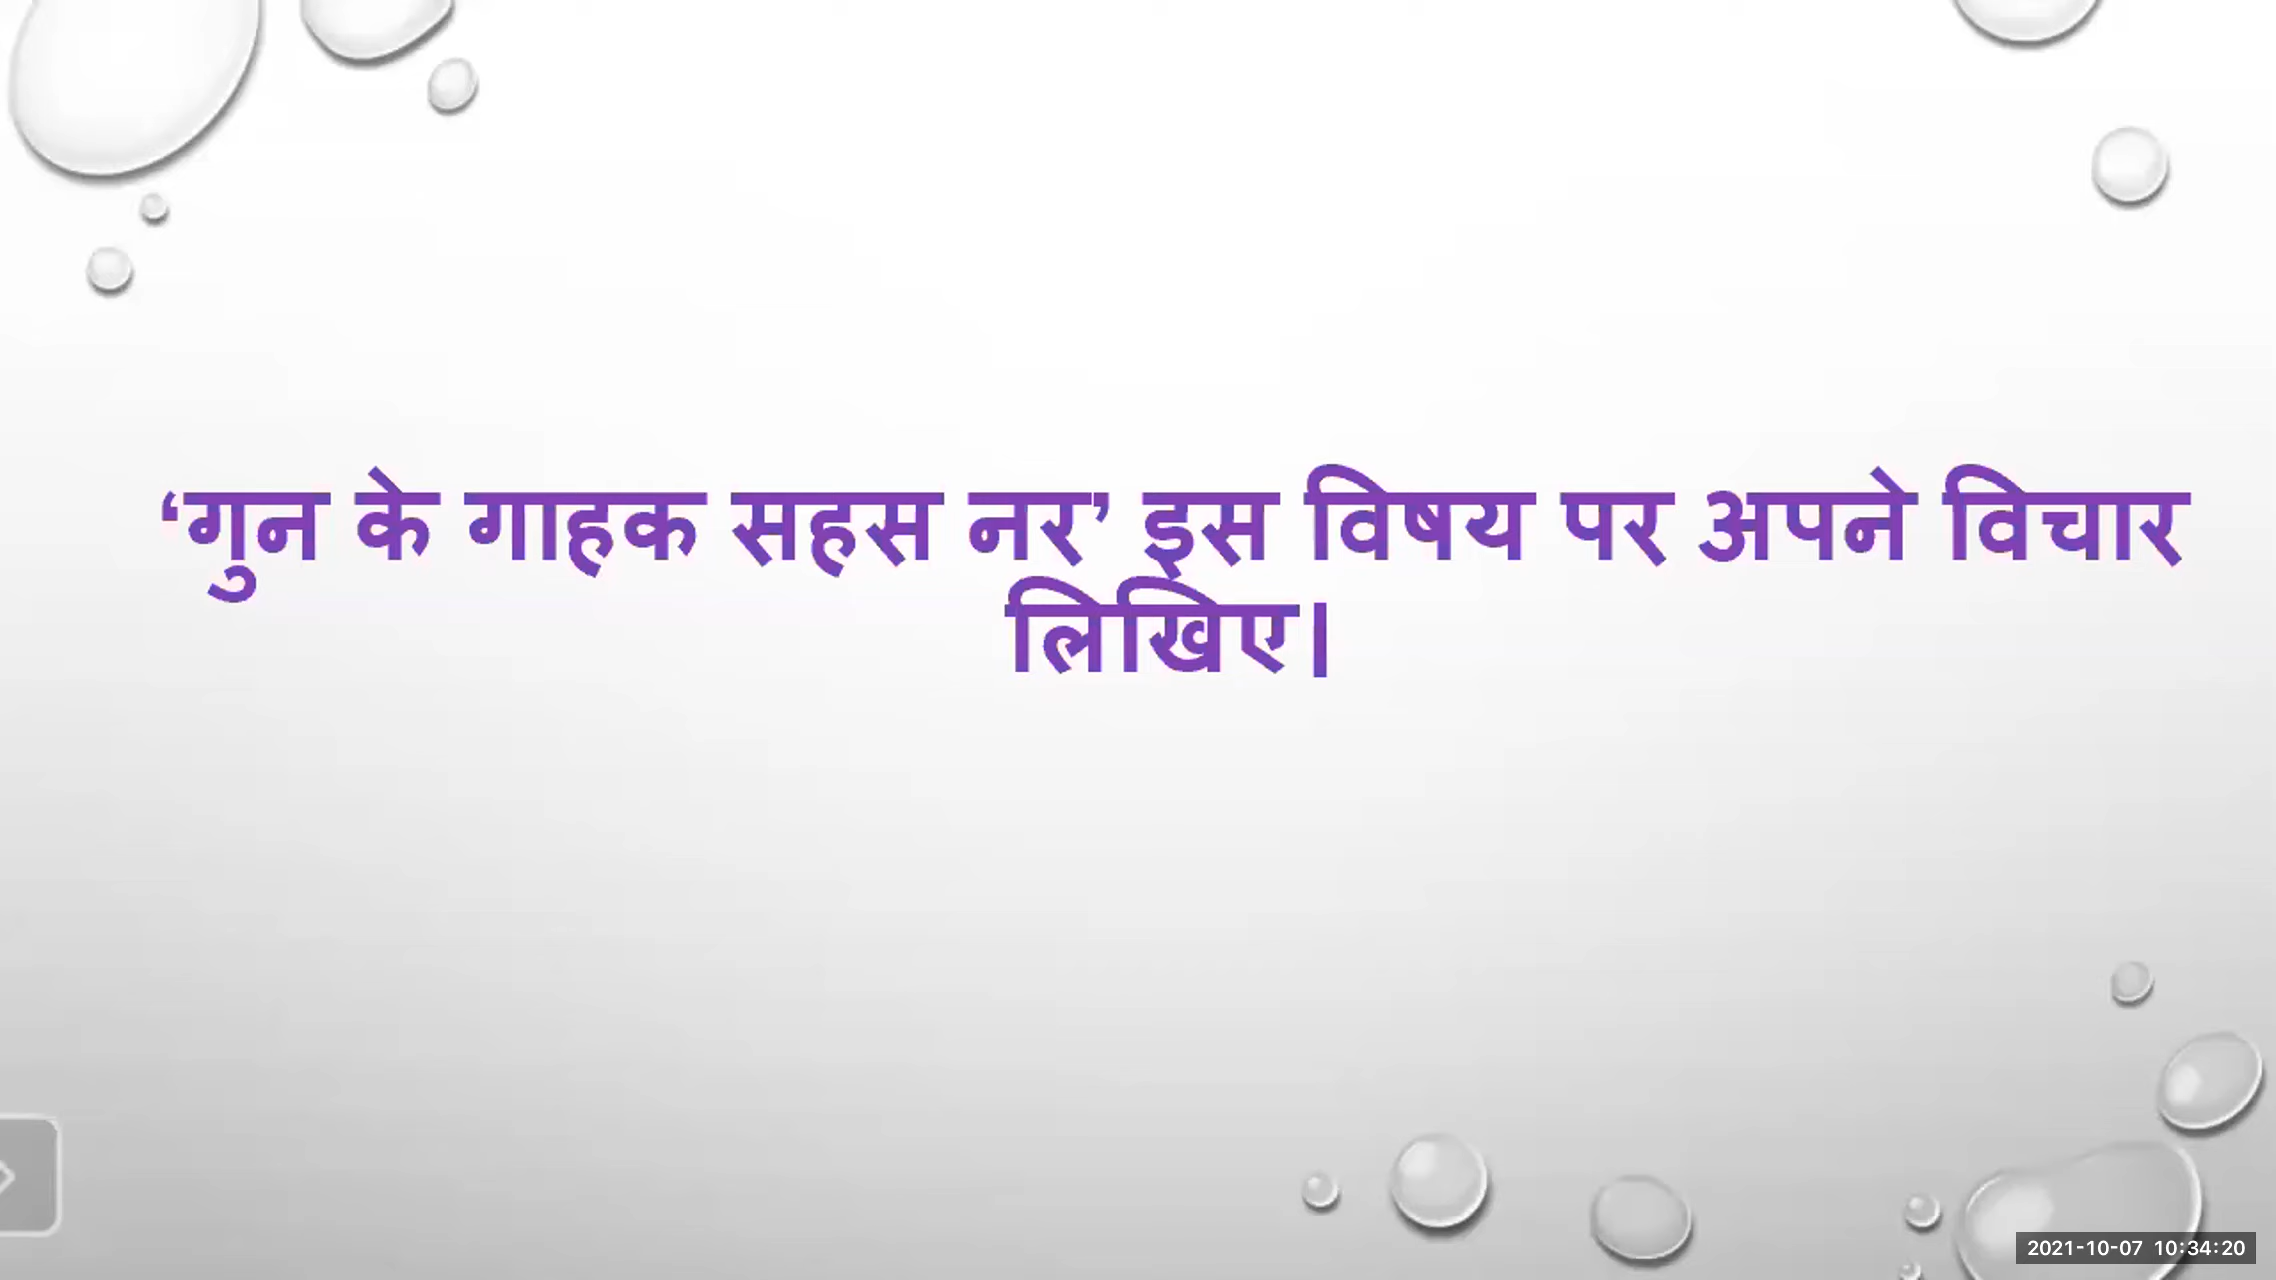 ‘गुन के गाहक सहस नर’ इस विषय पर अपने विचार
लिखिए।
2021-10-07 10:34:20